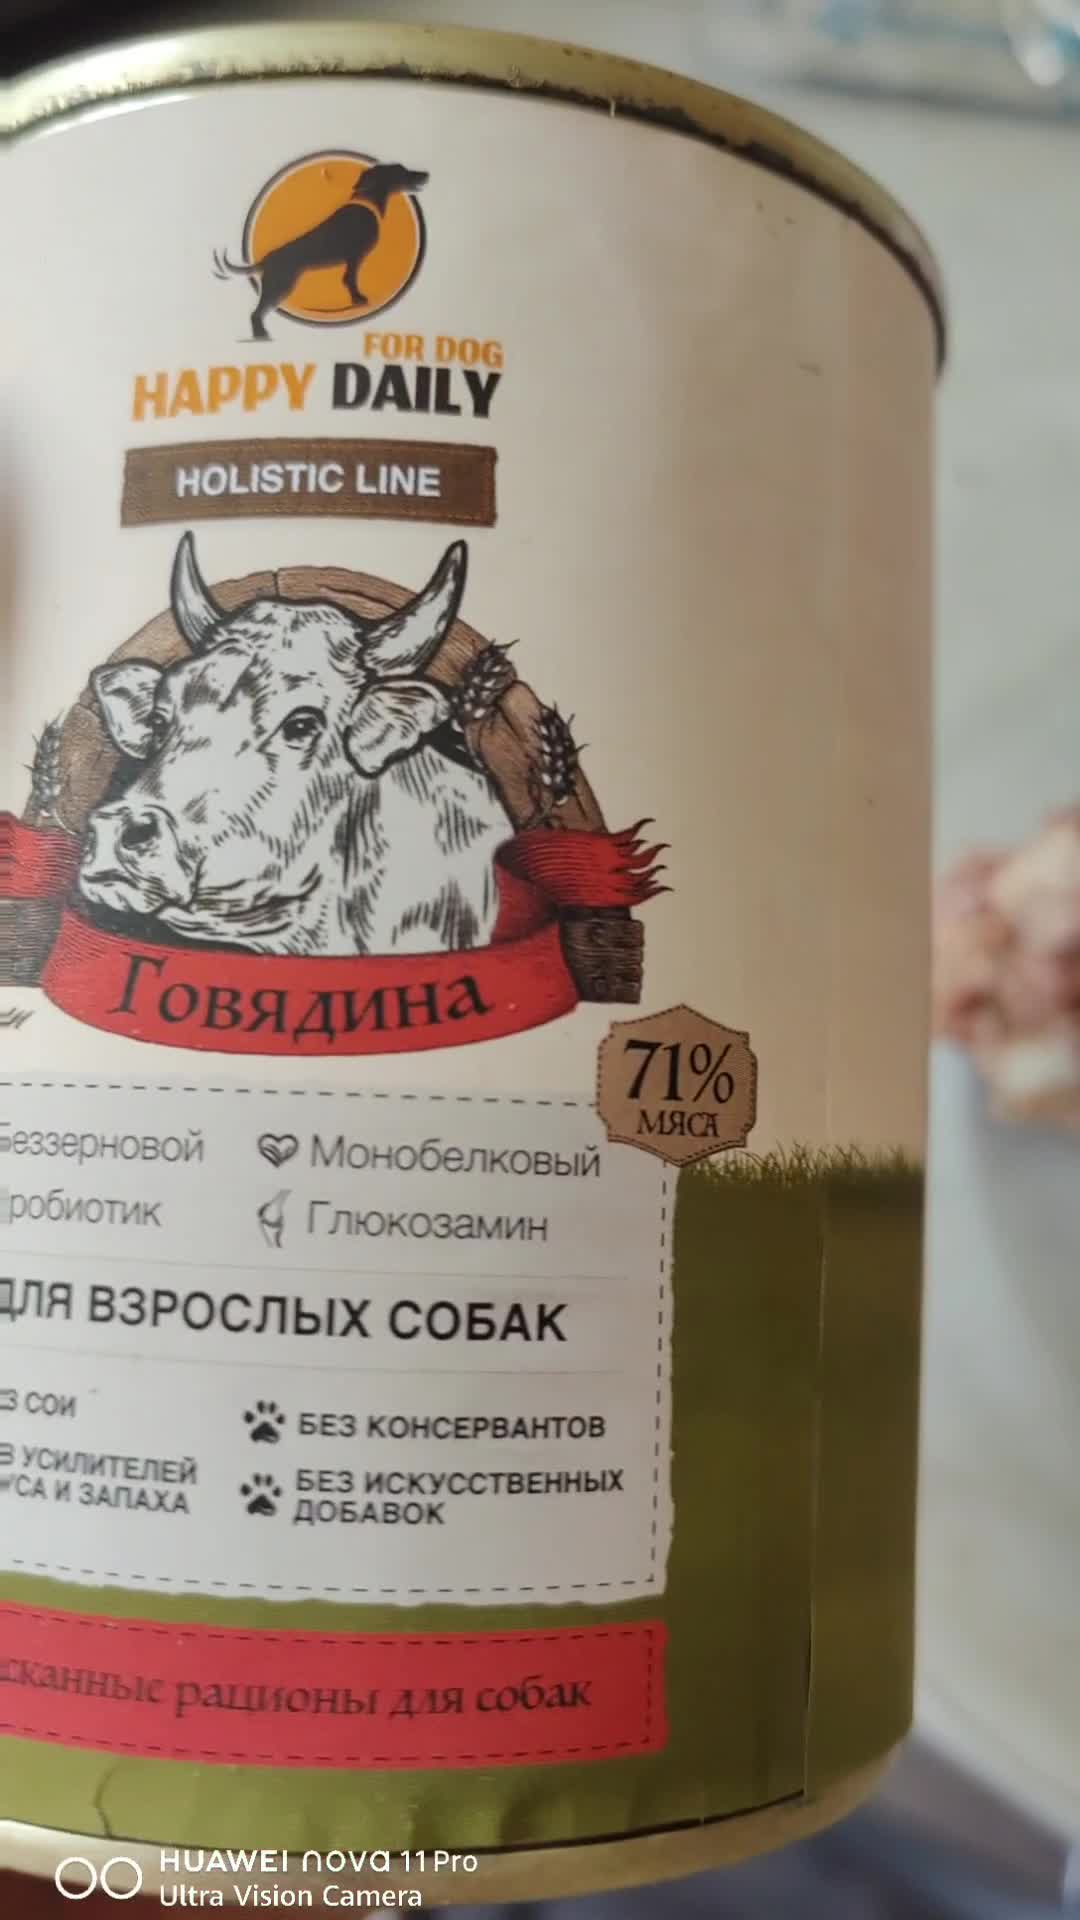 FOR DOG
HAPPY DAILY
HOLISTIC LINE
Говядина
71%
МЯСА
Беззерновой
Монобелковый
робиотик
Глюкозамин
ДЛЯ ВЗРОСЛЫХ СОБАК
З СОИ
БЕЗ КОНСЕРВАНТОВ
УСИЛИТЕЛЕЙ
И ЗАПАХА
БЕЗ ИСКУССТВЕННЫХ
ДОБАВОК
сканные рационы для собак
HUAWEI nova 11 Pro
Ultra Vision Camera